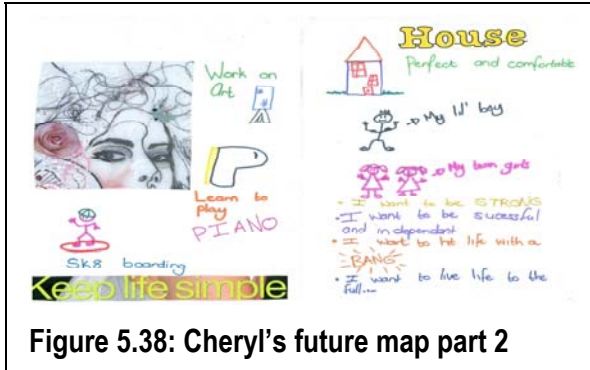 Work on
Art
Learn to
play
PIANO
SK8 boarding
Keep life simple
House
Perfect and comfortable
My lil' boy
My twin girls
• I want to be STRONG
• I want to be sucessful
and independant
• I want to hit life with a
BANG
• I want to live life to the
full....
Figure 5.38: Cheryl's future map part 2